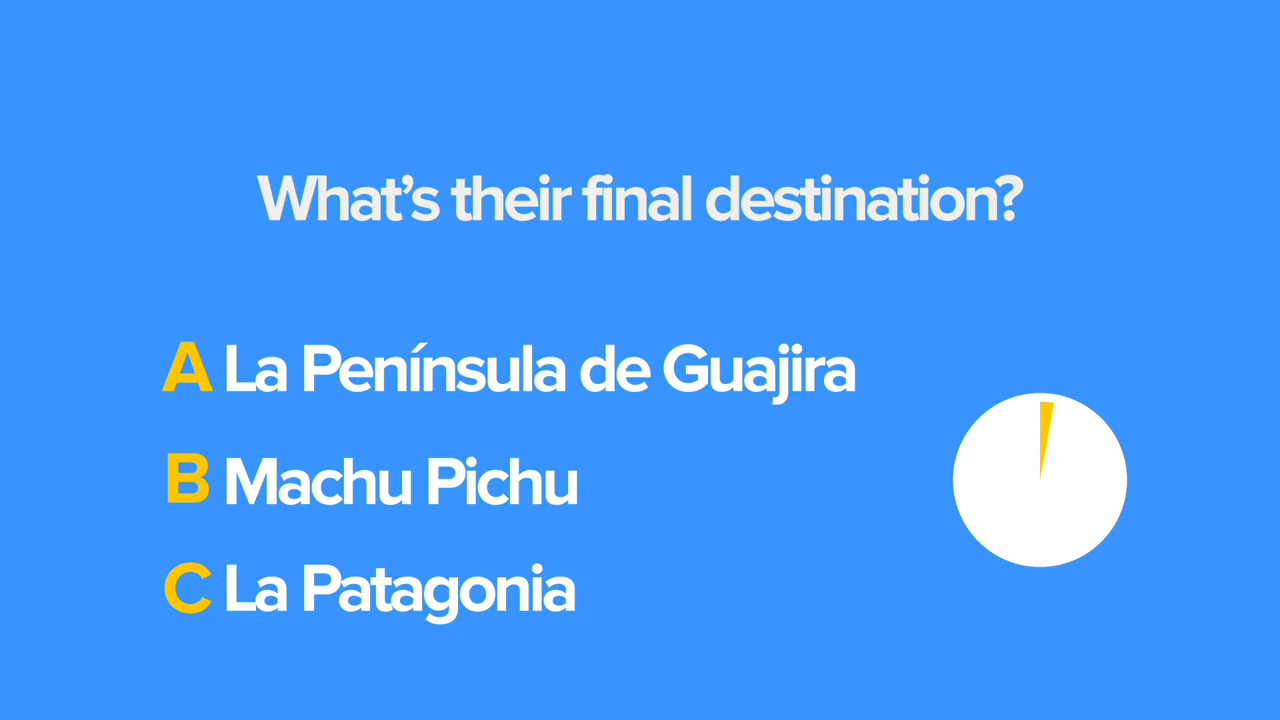 What's their final destination?
A La Península de Guajira
B Machu Pichu
C La Patagonia